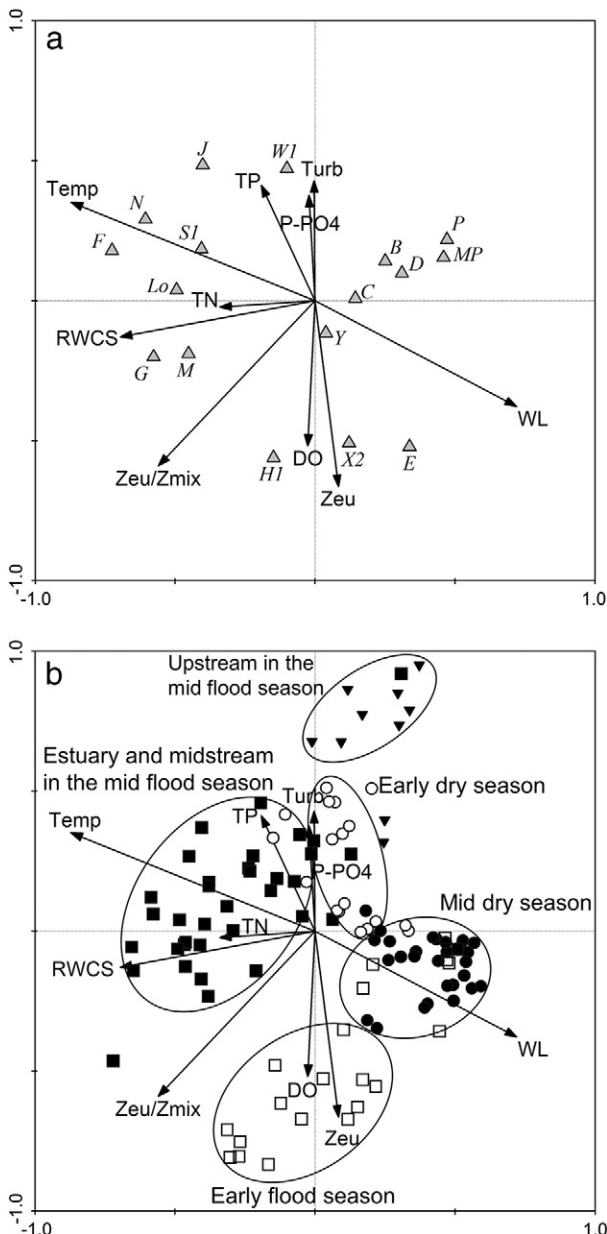 a
1.0
J
W1
TP
Turb
Temp
N
P-PO4
P
F
S1
B
MP
D
Lo
C
TN
RWCS
Y
G
M
WL
Zeu/Zmix
H1
DO
X2
E
Zeu
-1.0
-1.0
1.0
b
1.0
Upstream in the
mid flood season
Estuary and midstream
in the mid flood season
Early dry season
Turb
Temp
TP
P-PO4
Mid dry season
TN
RWCS
WL
Zeu/Zmix
DO
Zeu
Early flood season
-1.0
-1.0
1.0